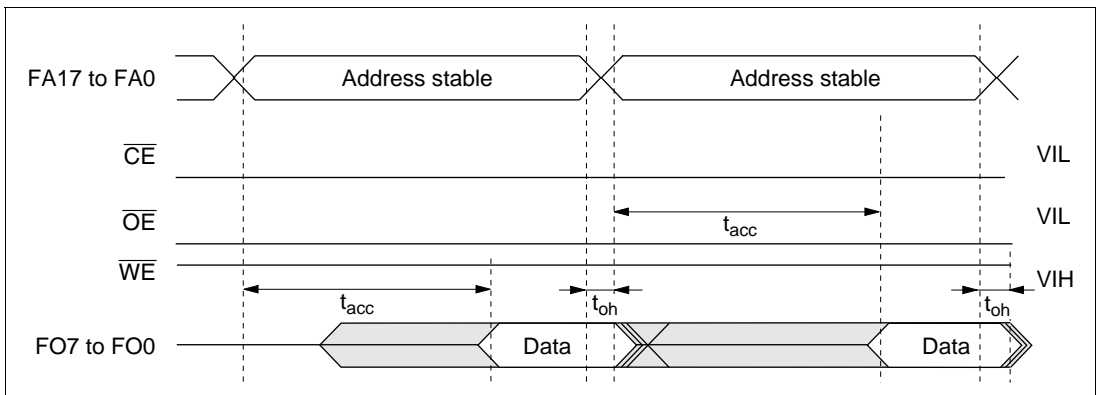 FA17 to FA0 Address stable Address stable
CE VIL
OE tacc VIL
WE VIH
tacc toh toh
FO7 to FO0 Data Data